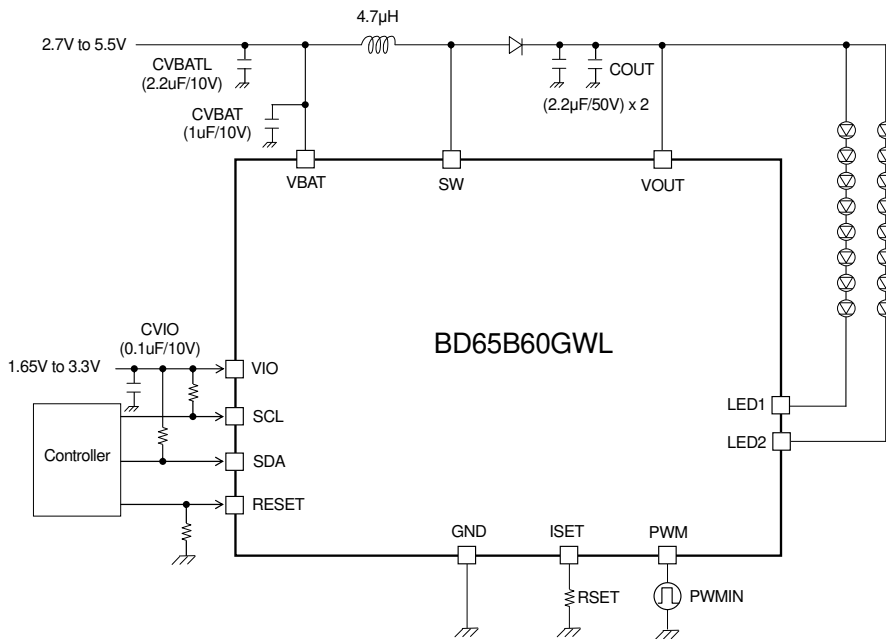 4.7µH
2.7V to 5.5V
CVBATL
(2.2uF/10V)
COUT
(2.2µF/50V) x 2
CVBAT
(1uF/10V)
VBAT
SW
VOUT
BD65B60GWL
CVIO
(0.1uF/10V)
1.65V to 3.3V
VIO
SCL
Controller
SDA
RESET
LED1
LED2
GND
ISET
PWM
RSET
PWMIN